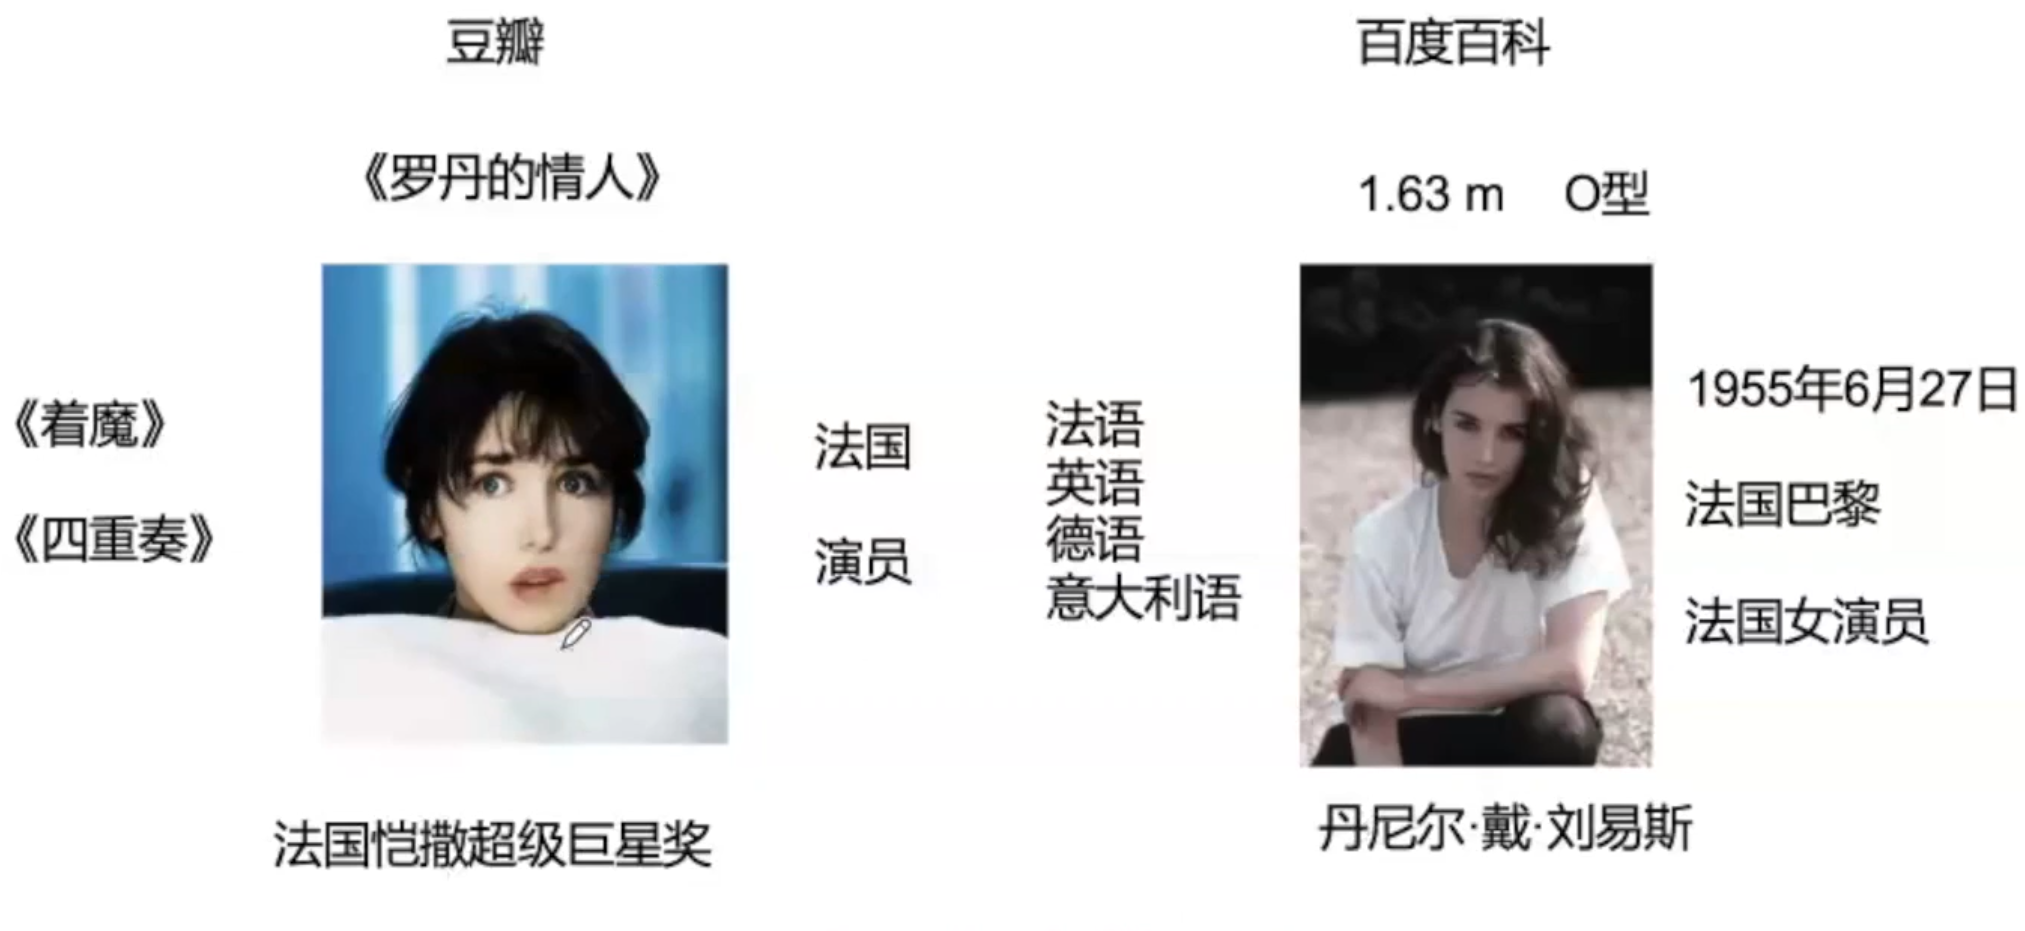 豆瓣
百度百科
《罗丹的情人》
1.63 m O型
《着魔》
《四重奏》
法国
演员
法语
英语
德语
意大利语
1955年6月27日
法国巴黎
法国女演员
法国恺撒超级巨星奖
丹尼尔·戴·刘易斯